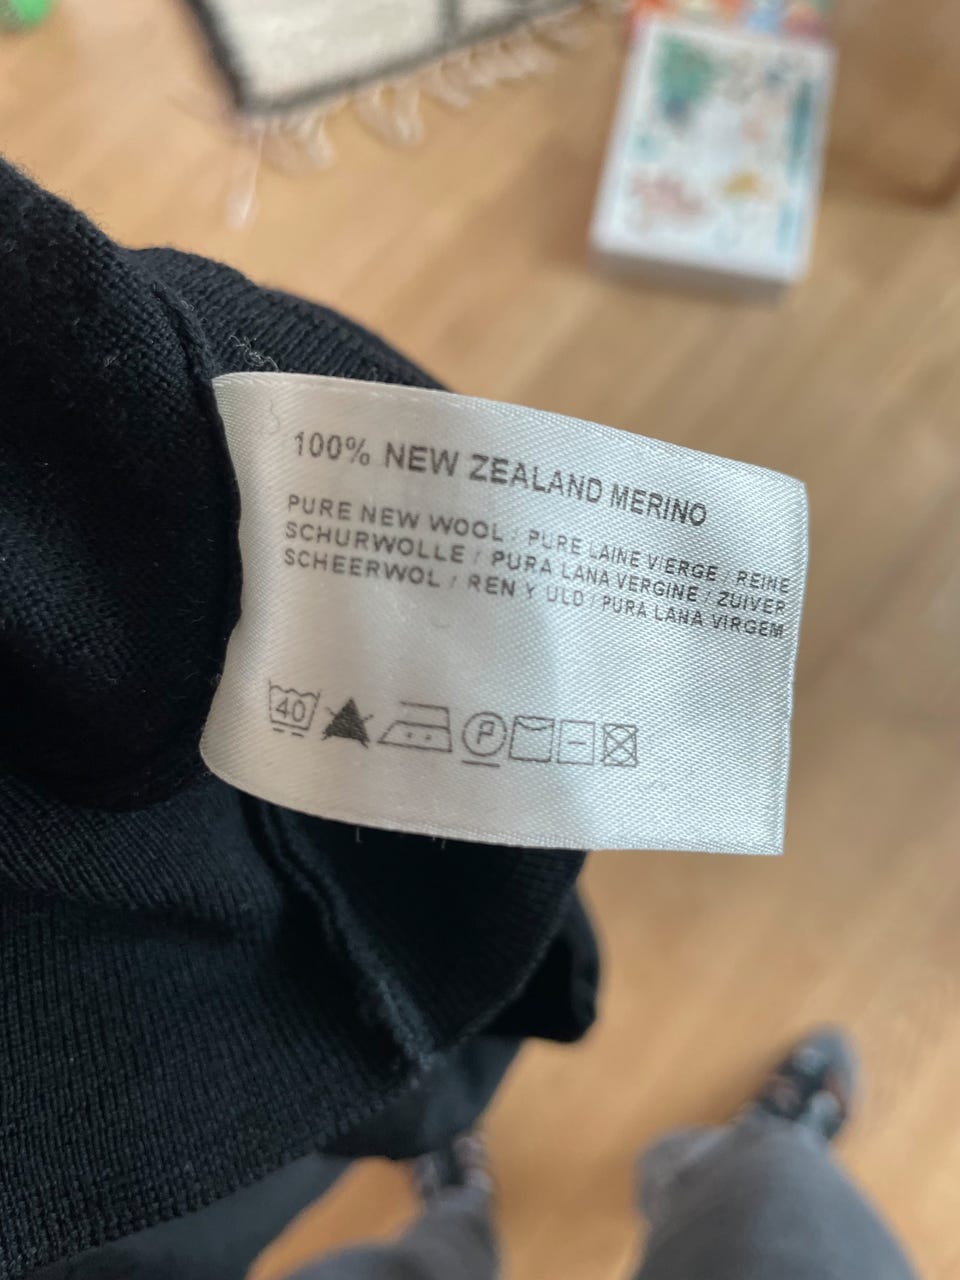 100% NEW ZEALAND MERINO
PURE NEW WOOL / PURE LAINE VIERGE / REINE
SCHURWOLLE / PURA LANA VERGINE / ZUIVER
SCHEERWOL / REN Y ULD / PURA LANA VIRGEM
40 P